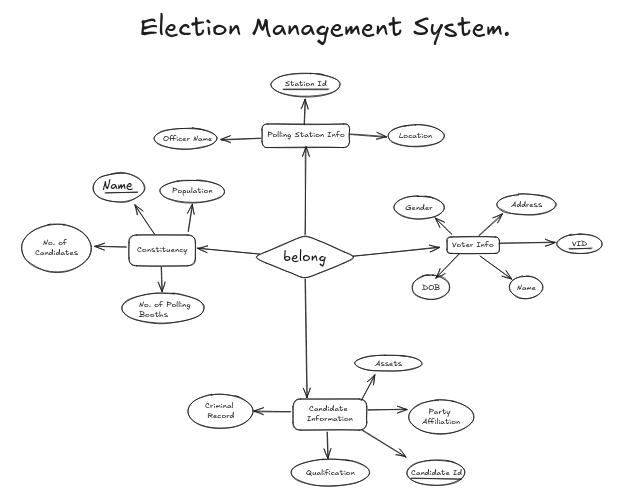 Election Management System.
Station Id
Officer Name
Polling Station Info
Location
Name
Population
No. of
Candidates
Constituency
No. of Polling
Booths
belong
Gender
Address
Voter Info
VID
DOB
Name
Assets
Criminal
Record
Candidate
Information
Party
Affiliation
Qualification
Candidate Id